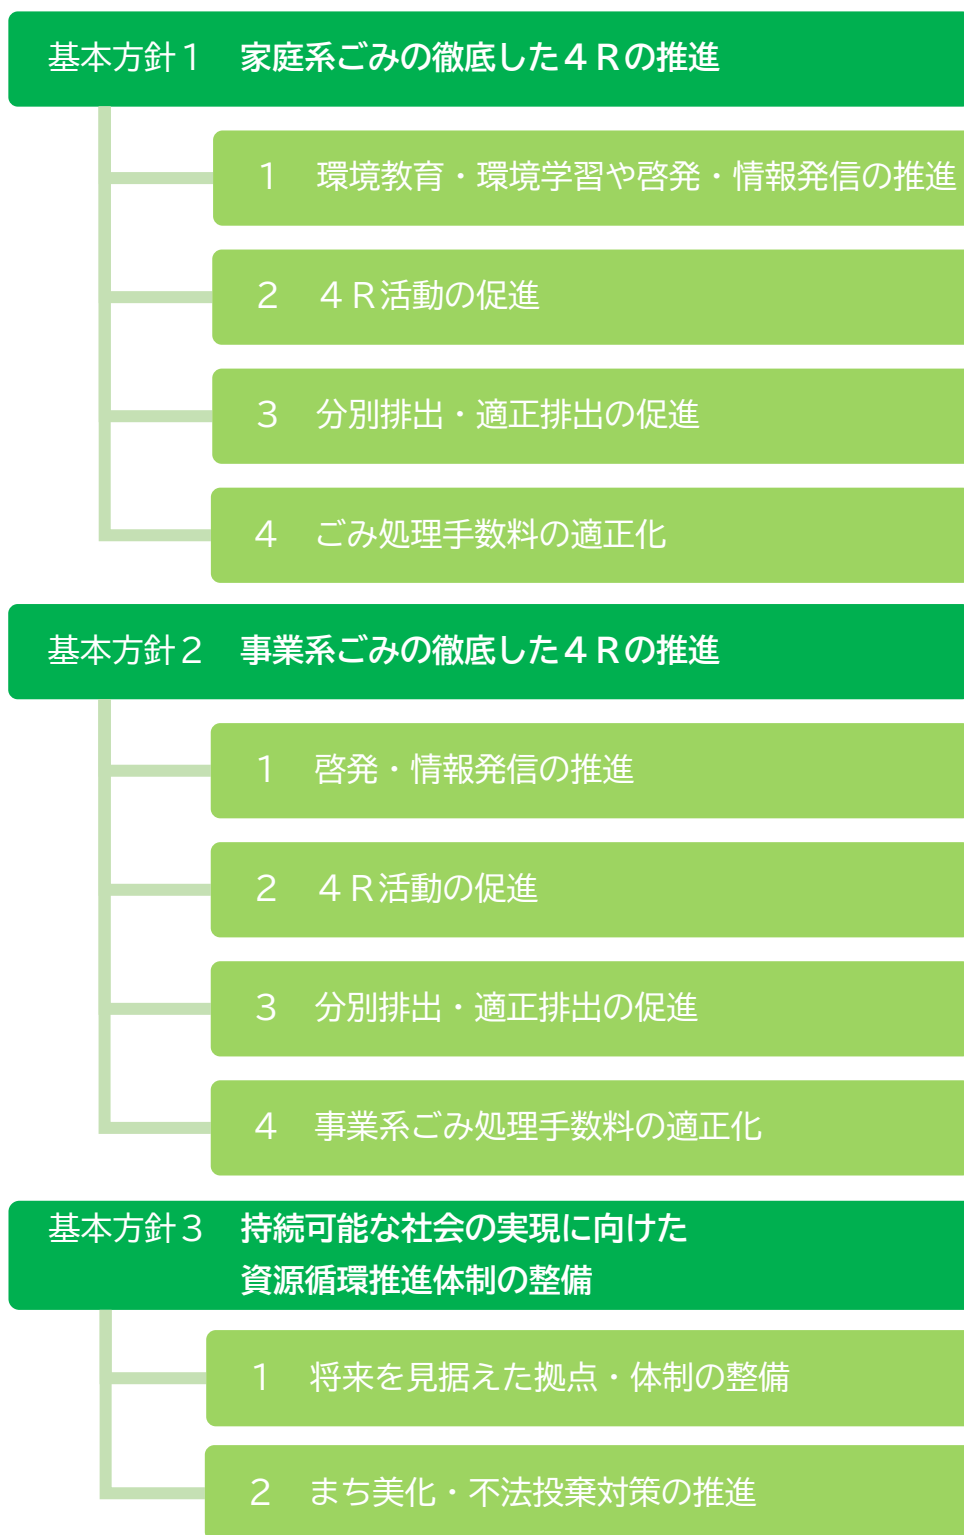 基本方針１　家庭系ごみの徹底した４Ｒの推進
１　環境教育・環境学習や啓発・情報発信の推進
２　４Ｒ活動の促進
３　分別排出・適正排出の促進
４　ごみ処理手数料の適正化
基本方針２　事業系ごみの徹底した４Ｒの推進
１　啓発・情報発信の推進
２　４Ｒ活動の促進
３　分別排出・適正排出の促進
４　事業系ごみ処理手数料の適正化
基本方針３　持続可能な社会の実現に向けた
資源循環推進体制の整備
１　将来を見据えた拠点・体制の整備
２　まち美化・不法投棄対策の推進